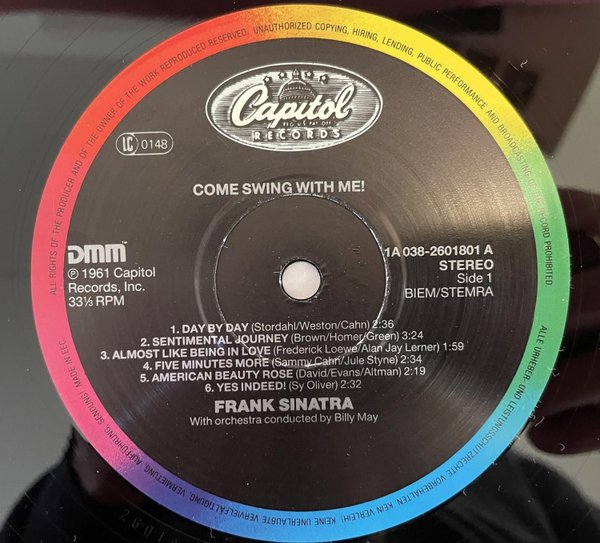 ALL RIGHTS OF THE PRODUCER AND OF THE OWNER OF THE WORK REPRODUCED RESERVED. UNAUTHORIZED COPYING, HIRING, LENDING, PUBLIC PERFORMANCE AND BROADCASTING OF THIS RECORD PROHIBITED.
Capitol
REG. U.S. PAT. OFF.
RECORDS
LC 0148
COME SWING WITH ME!
DMM
℗ 1961 Capitol
Records, Inc.
33⅓ RPM
1A 038-2601801 A
STEREO
Side 1
BIEM/STEMRA
1. DAY BY DAY (Stordahl/Weston/Cahn) 2:36
2. SENTIMENTAL JOURNEY (Brown/Homer/Green) 3:24
3. ALMOST LIKE BEING IN LOVE (Frederick Loewe/Alan Jay Lerner) 1:59
4. FIVE MINUTES MORE (Sammy Cahn/Jule Styne) 2:34
5. AMERICAN BEAUTY ROSE (David/Evans/Altman) 2:19
6. YES INDEED! (Sy Oliver) 2:32
FRANK SINATRA
With orchestra conducted by Billy May
ALLE URHEBER- UND LEISTUNGSSCHUTZRECHTE VORBEHALTEN. KEIN VERLEIH! KEINE UNERLAUBTE VERVIELFÄLTIGUNG, VERMIETUNG, AUFFÜHRUNG, SENDUNG! MADE IN EEC.